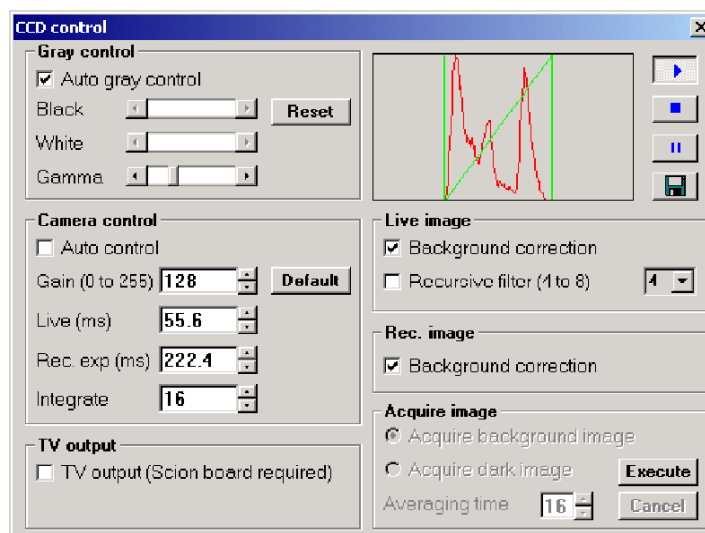 CCD control
Gray control
Auto gray control
Black
Reset
White
Gamma
Camera control
Auto control
Gain (0 to 255) 128
Default
Live (ms) 55.6
Rec. exp (ms) 222.4
Integrate 16
TV output
TV output (Scion board required)
Live image
Background correction
Recursive filter (4 to 8) 4
Rec. image
Background correction
Acquire image
Acquire background image
Acquire dark image
Execute
Averaging time 16
Cancel